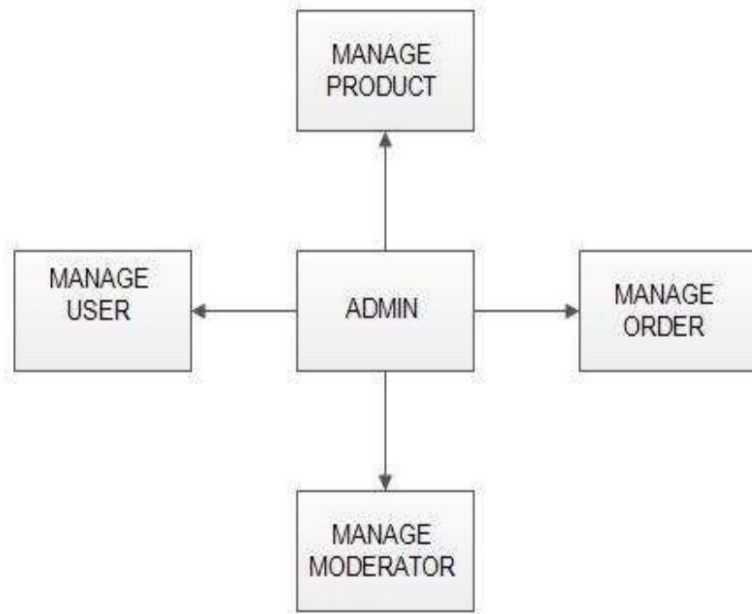 MANAGE
PRODUCT
MANAGE
USER
ADMIN
MANAGE
ORDER
MANAGE
MODERATOR